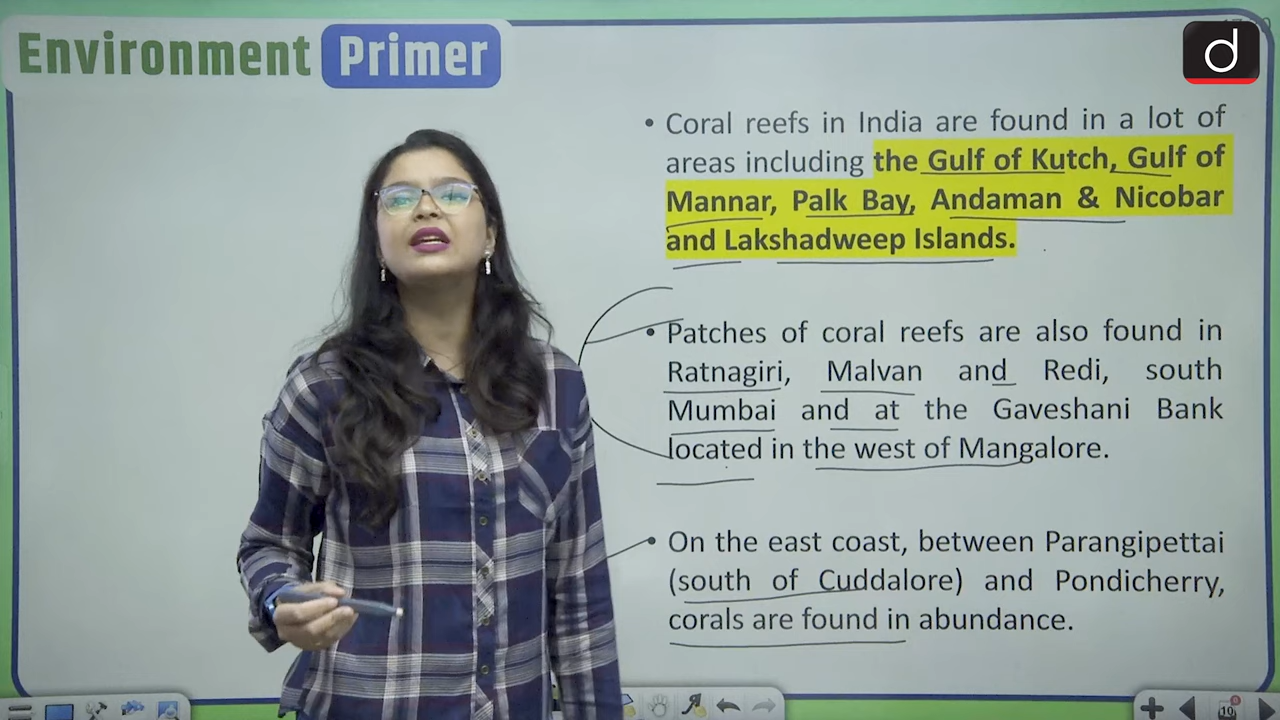 Environment Primer
d
• Coral reefs in India are found in a lot of
areas including the Gulf of Kutch, Gulf of
Mannar, Palk Bay, Andaman & Nicobar
and Lakshadweep Islands.
• Patches of coral reefs are also found in
Ratnagiri, Malvan and Redi, south
Mumbai and at the Gaveshani Bank
located in the west of Mangalore.
• On the east coast, between Parangipettai
(south of Cuddalore) and Pondicherry,
corals are found in abundance.
10